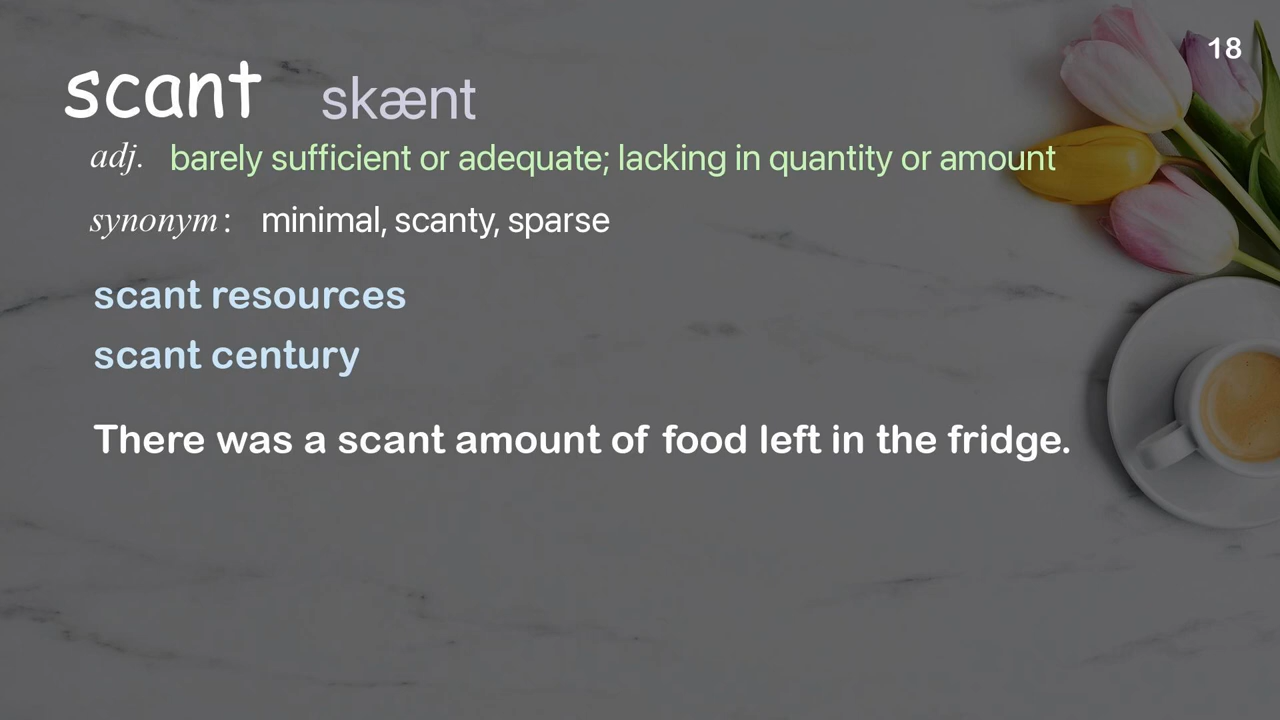 18
scant skænt
adj. barely sufficient or adequate; lacking in quantity or amount
synonym : minimal, scanty, sparse
scant resources
scant century
There was a scant amount of food left in the fridge.